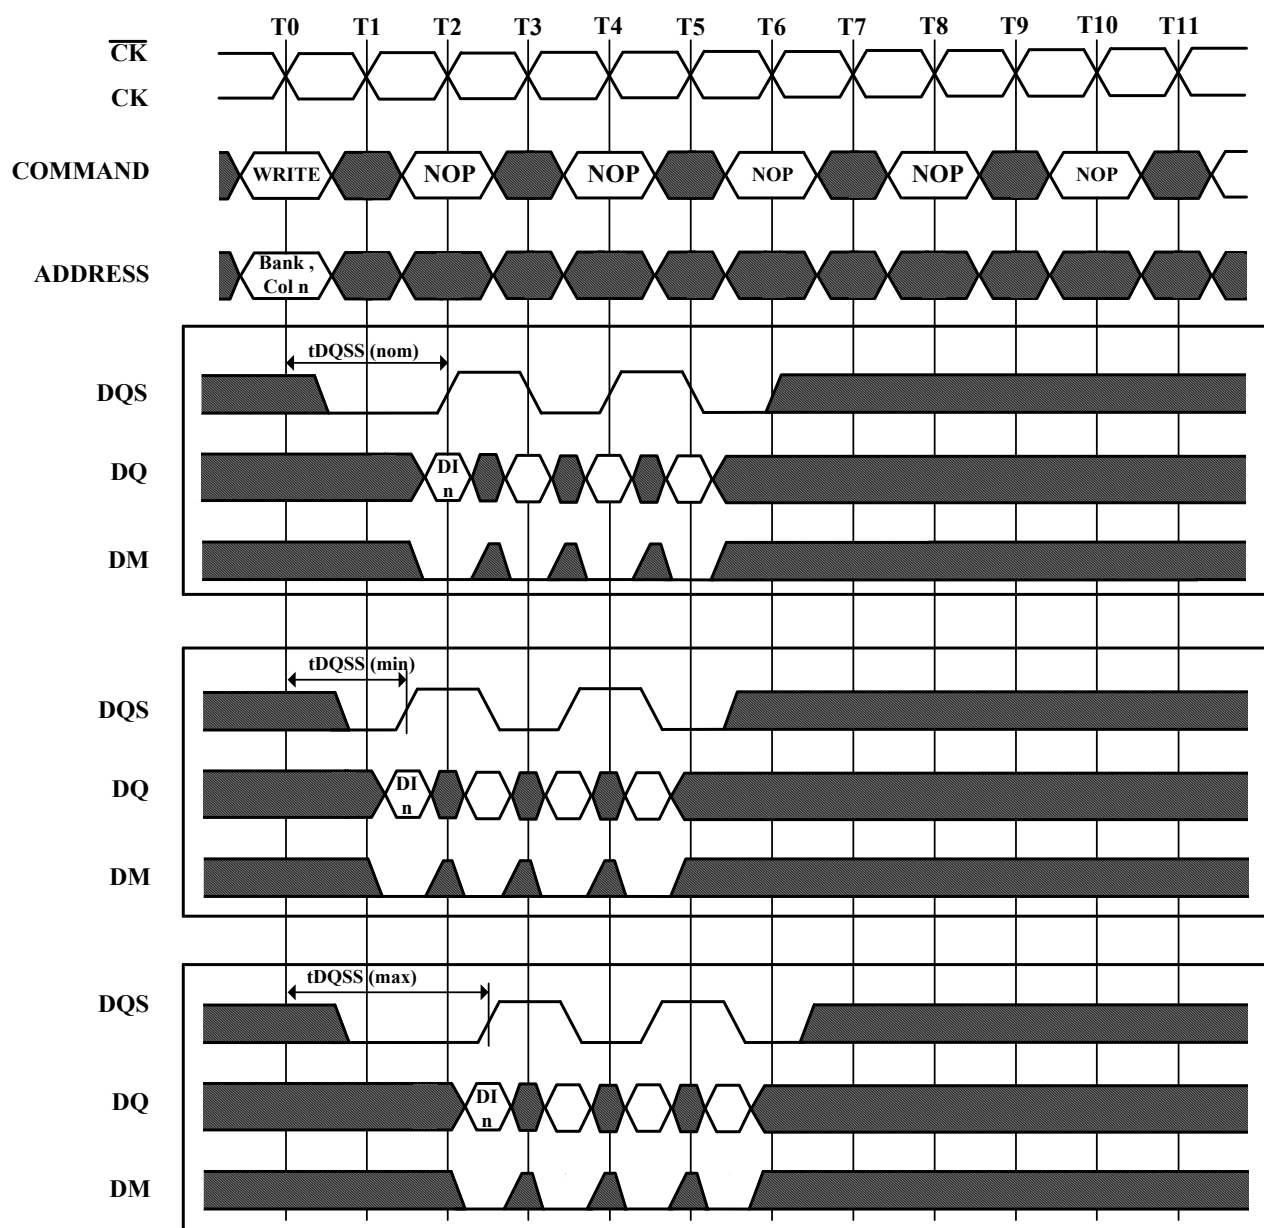 T0 T1 T2 T3 T4 T5 T6 T7 T8 T9 T10 T11
CK
CK
COMMAND WRITE NOP NOP NOP NOP NOP
ADDRESS Bank ,
Col n
tDQSS (nom)
DQS
DQ DI
n
DM
tDQSS (min)
DQS
DQ DI
n
DM
tDQSS (max)
DQS
DQ DI
n
DM